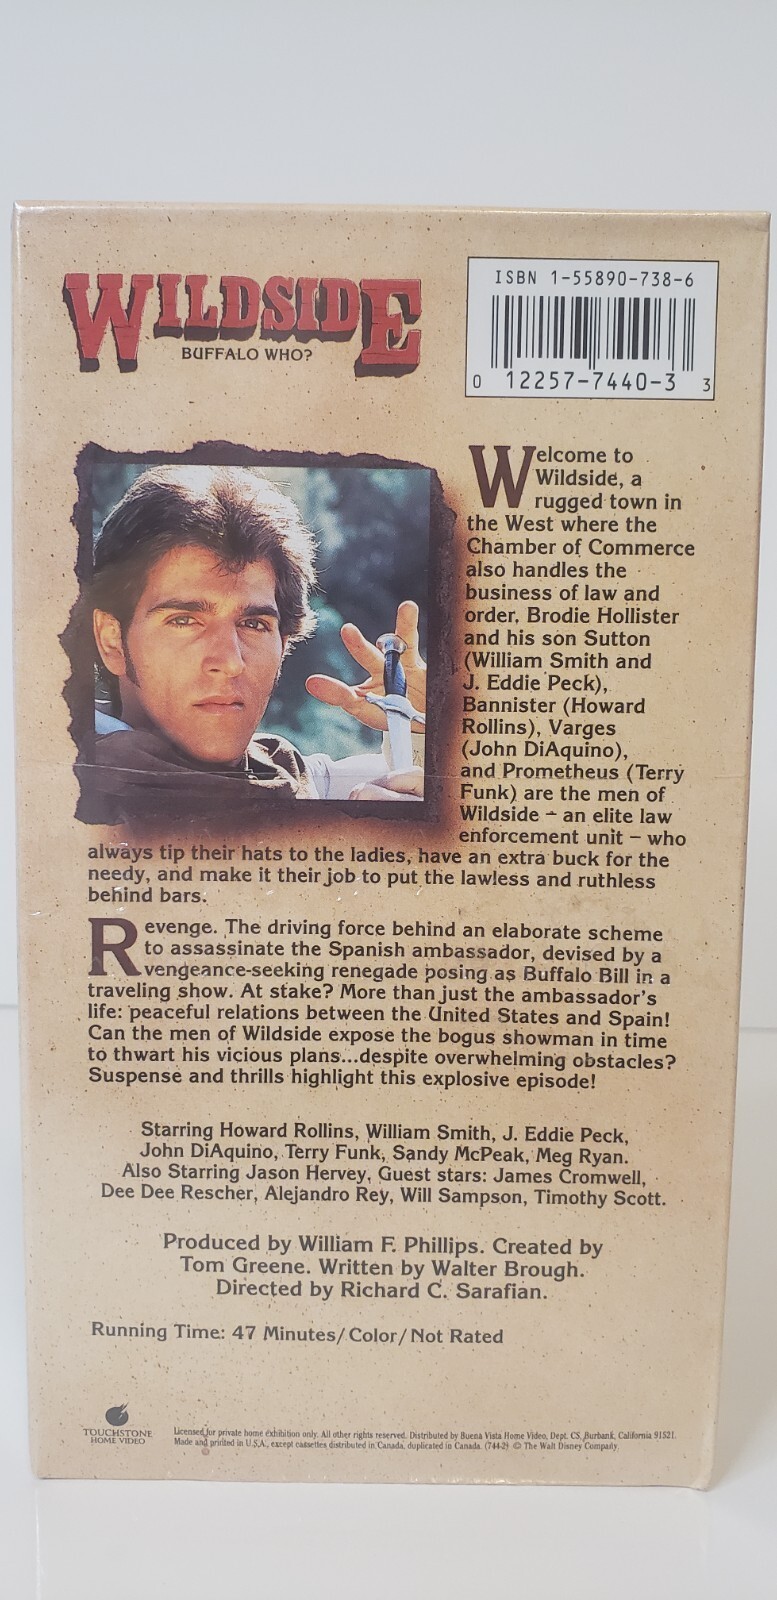 WILDSIDE
BUFFALO WHO?
ISBN 1-55890-738-6
0 12257-7440-3 3
Welcome to
Wildside, a
rugged town in
the West where the
Chamber of Commerce
also handles the
business of law and
order. Brodie Hollister
and his son Sutton
(William Smith and
J. Eddie Peck),
Bannister (Howard
Rollins), Varges
(John DiAquino),
and Prometheus (Terry
Funk) are the men of
Wildside – an elite law
enforcement unit – who
always tip their hats to the ladies, have an extra buck for the
needy, and make it their job to put the lawless and ruthless
behind bars.
Revenge. The driving force behind an elaborate scheme
to assassinate the Spanish ambassador, devised by a
vengeance-seeking renegade posing as Buffalo Bill in a
traveling show. At stake? More than just the ambassador's
life: peaceful relations between the United States and Spain!
Can the men of Wildside expose the bogus showman in time
to thwart his vicious plans...despite overwhelming obstacles?
Suspense and thrills highlight this explosive episode!
Starring Howard Rollins, William Smith, J. Eddie Peck,
John DiAquino, Terry Funk, Sandy McPeak, Meg Ryan.
Also Starring Jason Hervey, Guest stars: James Cromwell,
Dee Dee Rescher, Alejandro Rey, Will Sampson, Timothy Scott.
Produced by William F. Phillips. Created by
Tom Greene. Written by Walter Brough.
Directed by Richard C. Sarafian.
Running Time: 47 Minutes/Color/Not Rated
TOUCHSTONE
HOME VIDEO
Licensed for private home exhibition only. All other rights reserved. Distributed by Buena Vista Home Video, Dept. CS, Burbank, California 91521.
Made and printed in U.S.A., except cassettes distributed in Canada, duplicated in Canada. (744-2) © The Walt Disney Company.